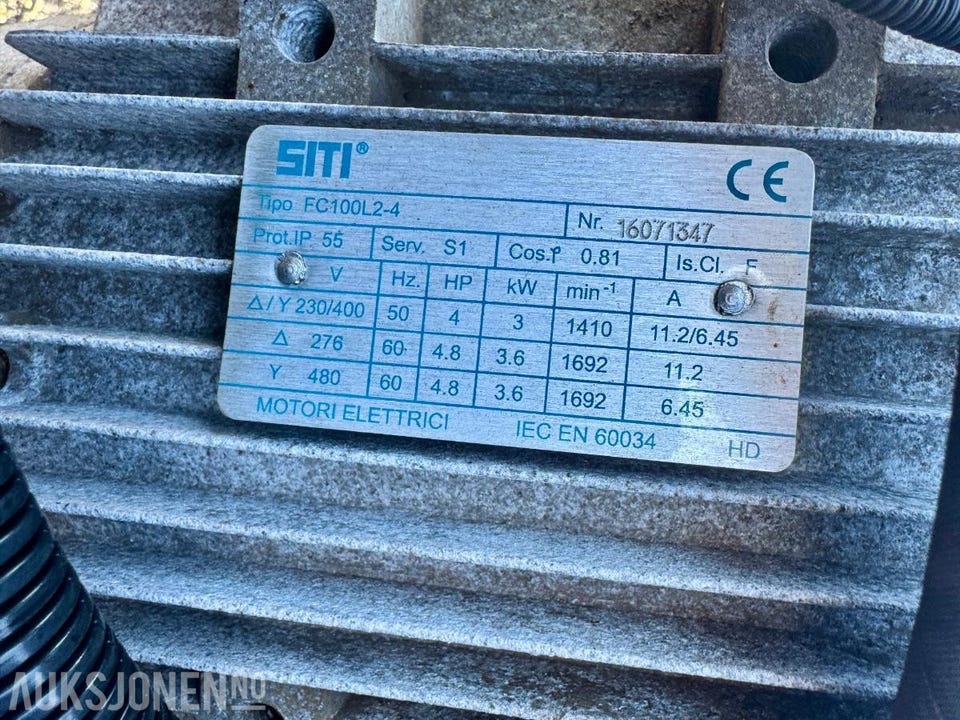 SITI® CE
Tipo FC100L2-4 Nr. 16071347
Prot.IP. 55 Serv. S1 Cos.φ 0.81 Is.Cl. F
V Hz. HP kW min⁻¹ A
Δ/Y 230/400 50 4 3 1410 11.2/6.45
Δ 276 60 4.8 3.6 1692 11.2
Y 480 60 4.8 3.6 1692 6.45
MOTORI ELETTRICI IEC EN 60034 HD
AUKSJONEN.NO